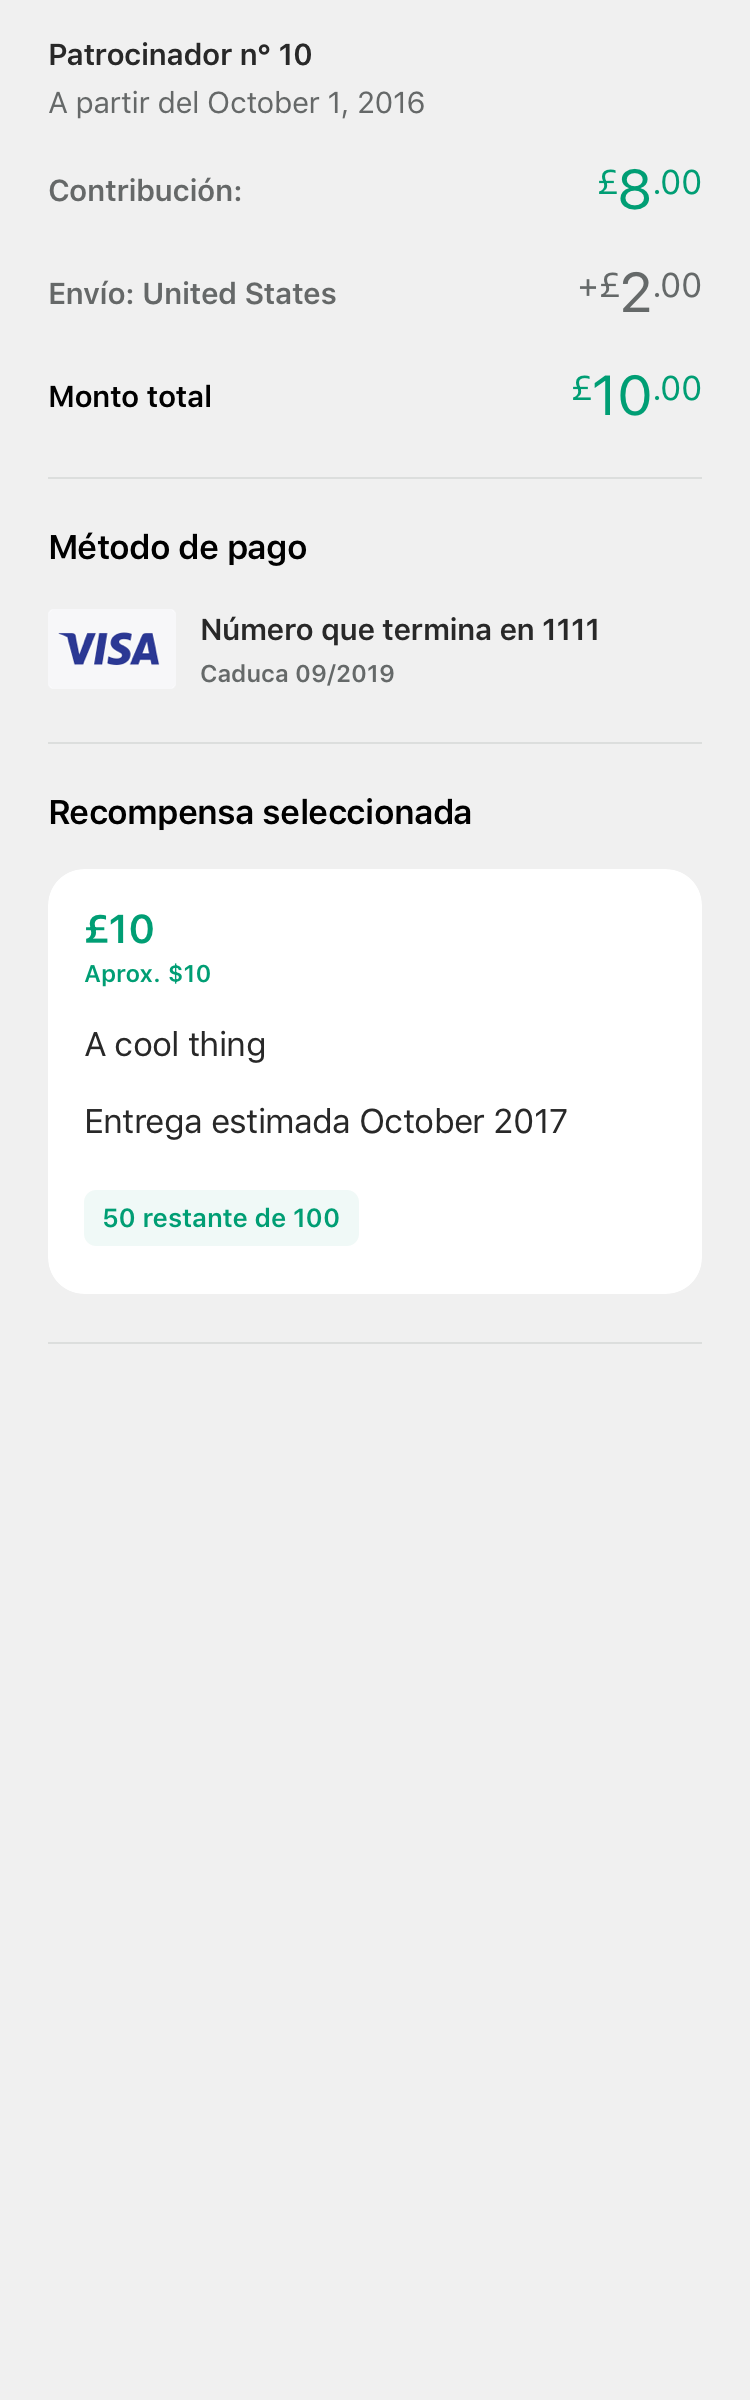 Patrocinador nº 10
A partir del October 1, 2016
Contribución: £8.00
Envío: United States +£2.00
Monto total £10.00
Método de pago
VISA
Número que termina en 1111
Caduca 09/2019
Recompensa seleccionada
£10
Aprox. $10
A cool thing
Entrega estimada October 2017
50 restante de 100